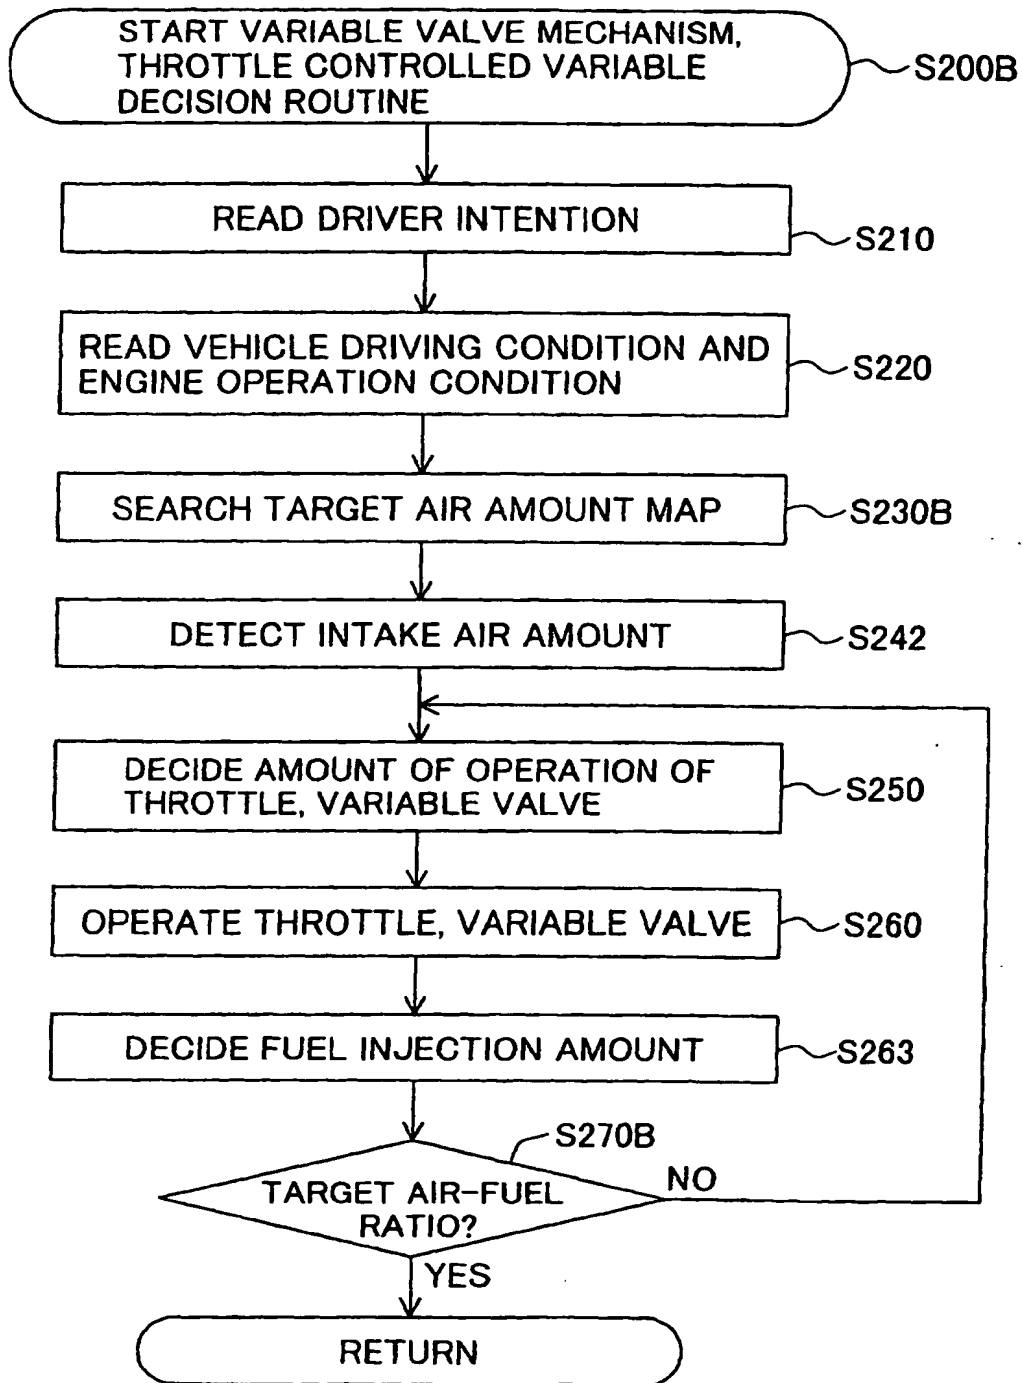 START VARIABLE VALVE MECHANISM,
THROTTLE CONTROLLED VARIABLE
DECISION ROUTINE
S200B
READ DRIVER INTENTION
S210
READ VEHICLE DRIVING CONDITION AND
ENGINE OPERATION CONDITION
S220
SEARCH TARGET AIR AMOUNT MAP
S230B
DETECT INTAKE AIR AMOUNT
S242
DECIDE AMOUNT OF OPERATION OF
THROTTLE, VARIABLE VALVE
S250
OPERATE THROTTLE, VARIABLE VALVE
S260
DECIDE FUEL INJECTION AMOUNT
S263
S270B
TARGET AIR-FUEL
RATIO?
NO
YES
RETURN